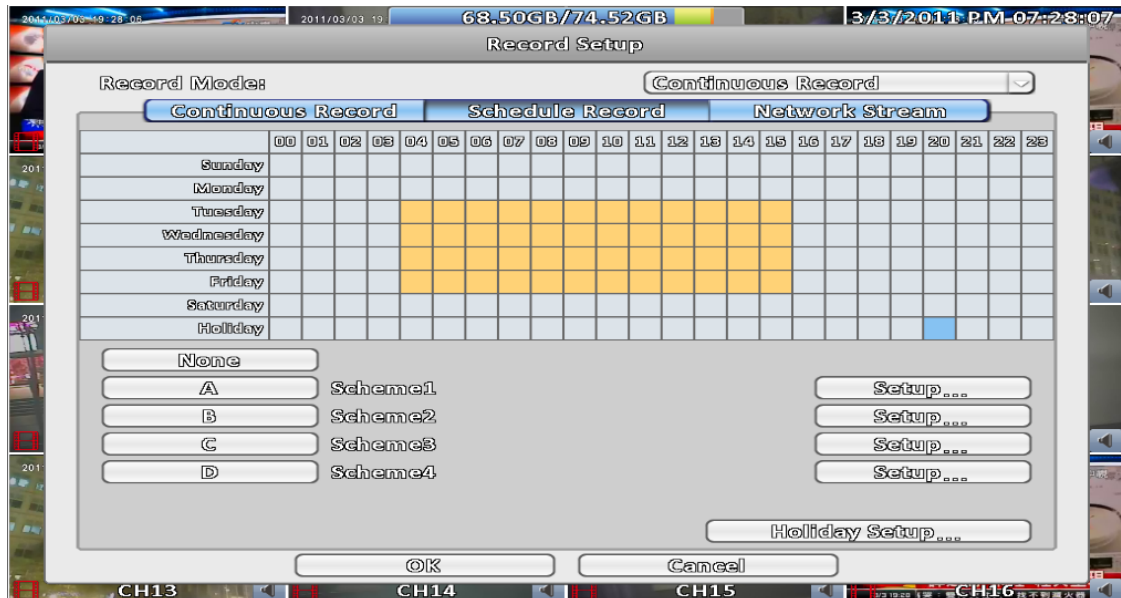 2011/03/03 19:28:06
2011/03/03 19
68.50GB/74.52GB
3/3/2011 PM 07:28:07
Record Setup
Record Mode:
Continuous Record
Continuous Record Schedule Record Network Stream
00 01 02 03 04 05 06 07 08 09 10 11 12 13 14 15 16 17 18 19 20 21 22 23
Sunday
Monday
Tuesday
Wednesday
Thursday
Friday
Saturday
Holiday
None
A Scheme1 Setup...
B Scheme2 Setup...
C Scheme3 Setup...
D Scheme4 Setup...
Holiday Setup...
OK Cancel
CH13 CH14 CH15 CH16